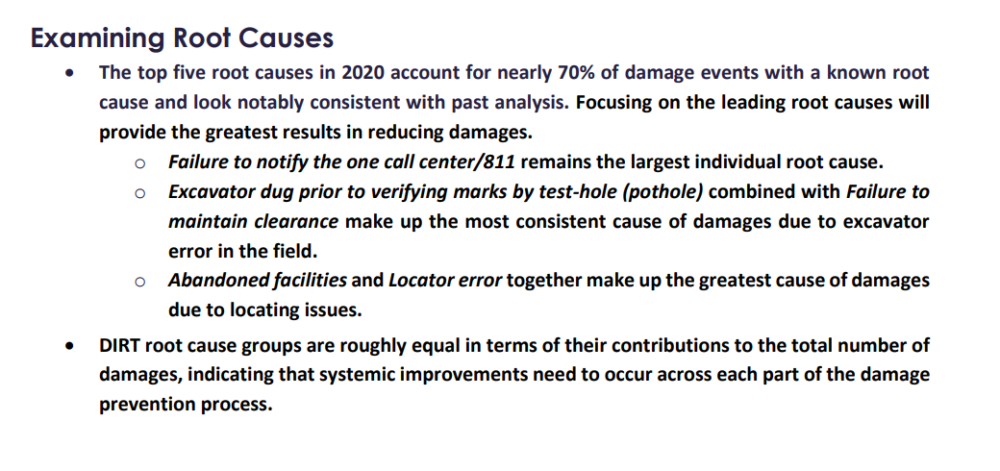 Examining Root Causes
• The top five root causes in 2020 account for nearly 70% of damage events with a known root
cause and look notably consistent with past analysis. Focusing on the leading root causes will
provide the greatest results in reducing damages.
o Failure to notify the one call center/811 remains the largest individual root cause.
o Excavator dug prior to verifying marks by test-hole (pothole) combined with Failure to
maintain clearance make up the most consistent cause of damages due to excavator
error in the field.
o Abandoned facilities and Locator error together make up the greatest cause of damages
due to locating issues.
• DIRT root cause groups are roughly equal in terms of their contributions to the total number of
damages, indicating that systemic improvements need to occur across each part of the damage
prevention process.